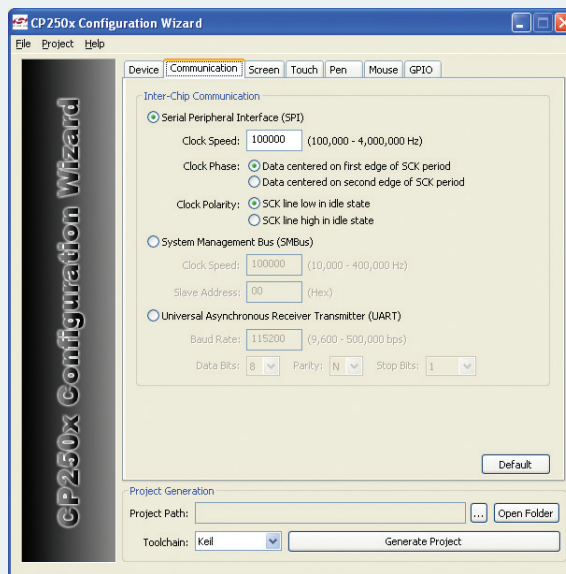 CP250x Configuration Wizard
File Project Help
CP250x Configuration Wizard
Device Communication Screen Touch Pen Mouse GPIO
Inter-Chip Communication
Serial Peripheral Interface (SPI)
Clock Speed: 100000 (100,000 - 4,000,000 Hz)
Clock Phase: Data centered on first edge of SCK period
Data centered on second edge of SCK period
Clock Polarity: SCK line low in idle state
SCK line high in idle state
System Management Bus (SMBus)
Clock Speed: 100000 (10,000 - 400,000 Hz)
Slave Address: 00 (Hex)
Universal Asynchronous Receiver Transmitter (UART)
Baud Rate: 115200 (9,600 - 500,000 bps)
Data Bits: 8 Parity: N Stop Bits: 1
Default
Project Generation
Project Path: ... Open Folder
Toolchain: Keil Generate Project